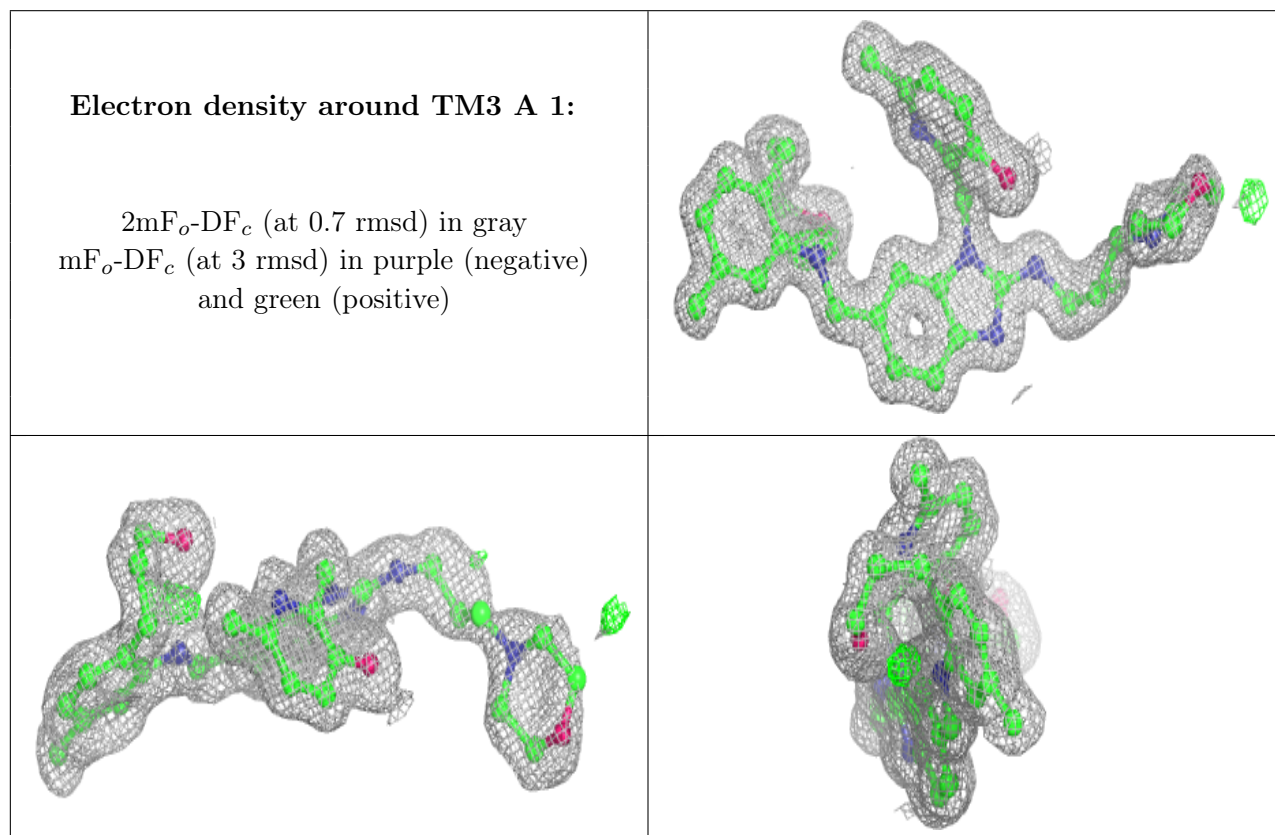 Electron density around TM3 A 1:
2mFo-DFc (at 0.7 rmsd) in gray
mFo-DFc (at 3 rmsd) in purple (negative)
and green (positive)